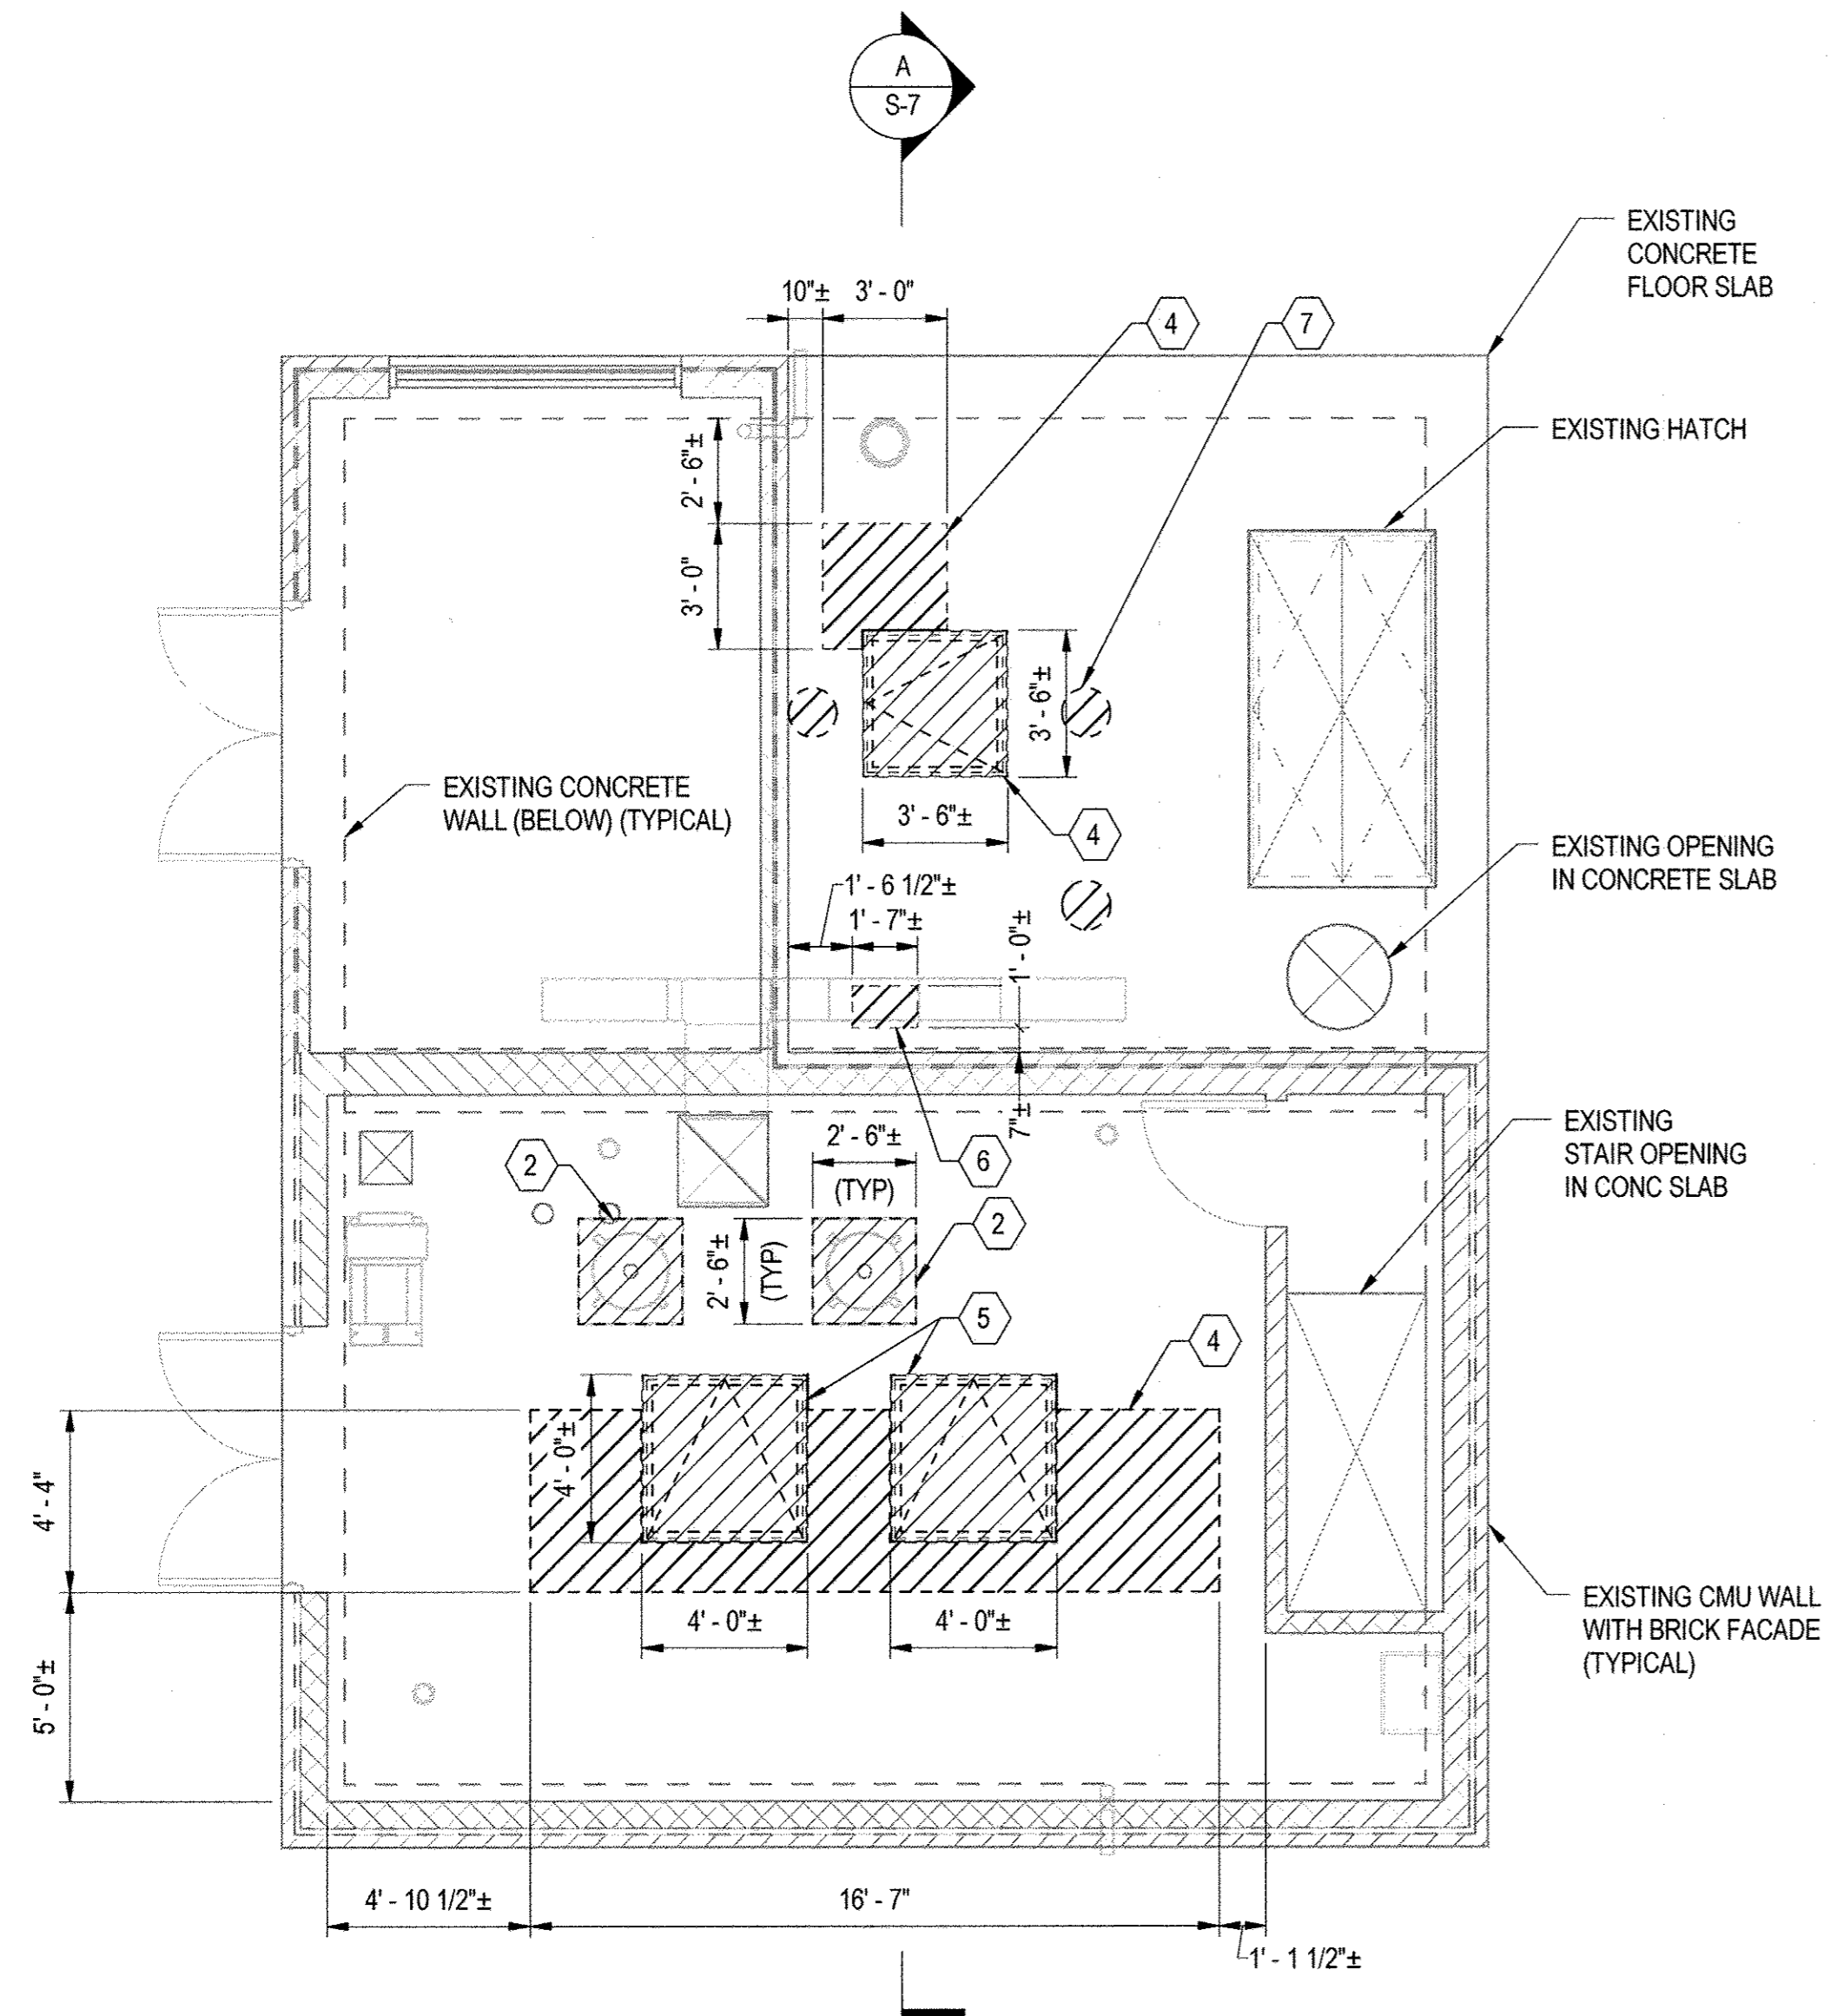 A
S-7
EXISTING
CONCRETE
FLOOR SLAB
10"±
3' - 0"
4
7
EXISTING HATCH
2' - 6"±
3' - 0"
3' - 6"±
EXISTING CONCRETE
WALL (BELOW) (TYPICAL)
3' - 6"±
4
EXISTING OPENING
IN CONCRETE SLAB
1' - 6 1/2"±
1' - 7"±
1' - 0"±
7"±
EXISTING
STAIR OPENING
IN CONC SLAB
2
2' - 6"±
(TYP)
6
2' - 6"±
(TYP)
2
5
4
4' - 0"±
4' - 4"
4' - 0"±
4' - 0"±
EXISTING CMU WALL
WITH BRICK FACADE
(TYPICAL)
5' - 0"±
4' - 10 1/2"±
16' - 7"
1' - 1 1/2"±